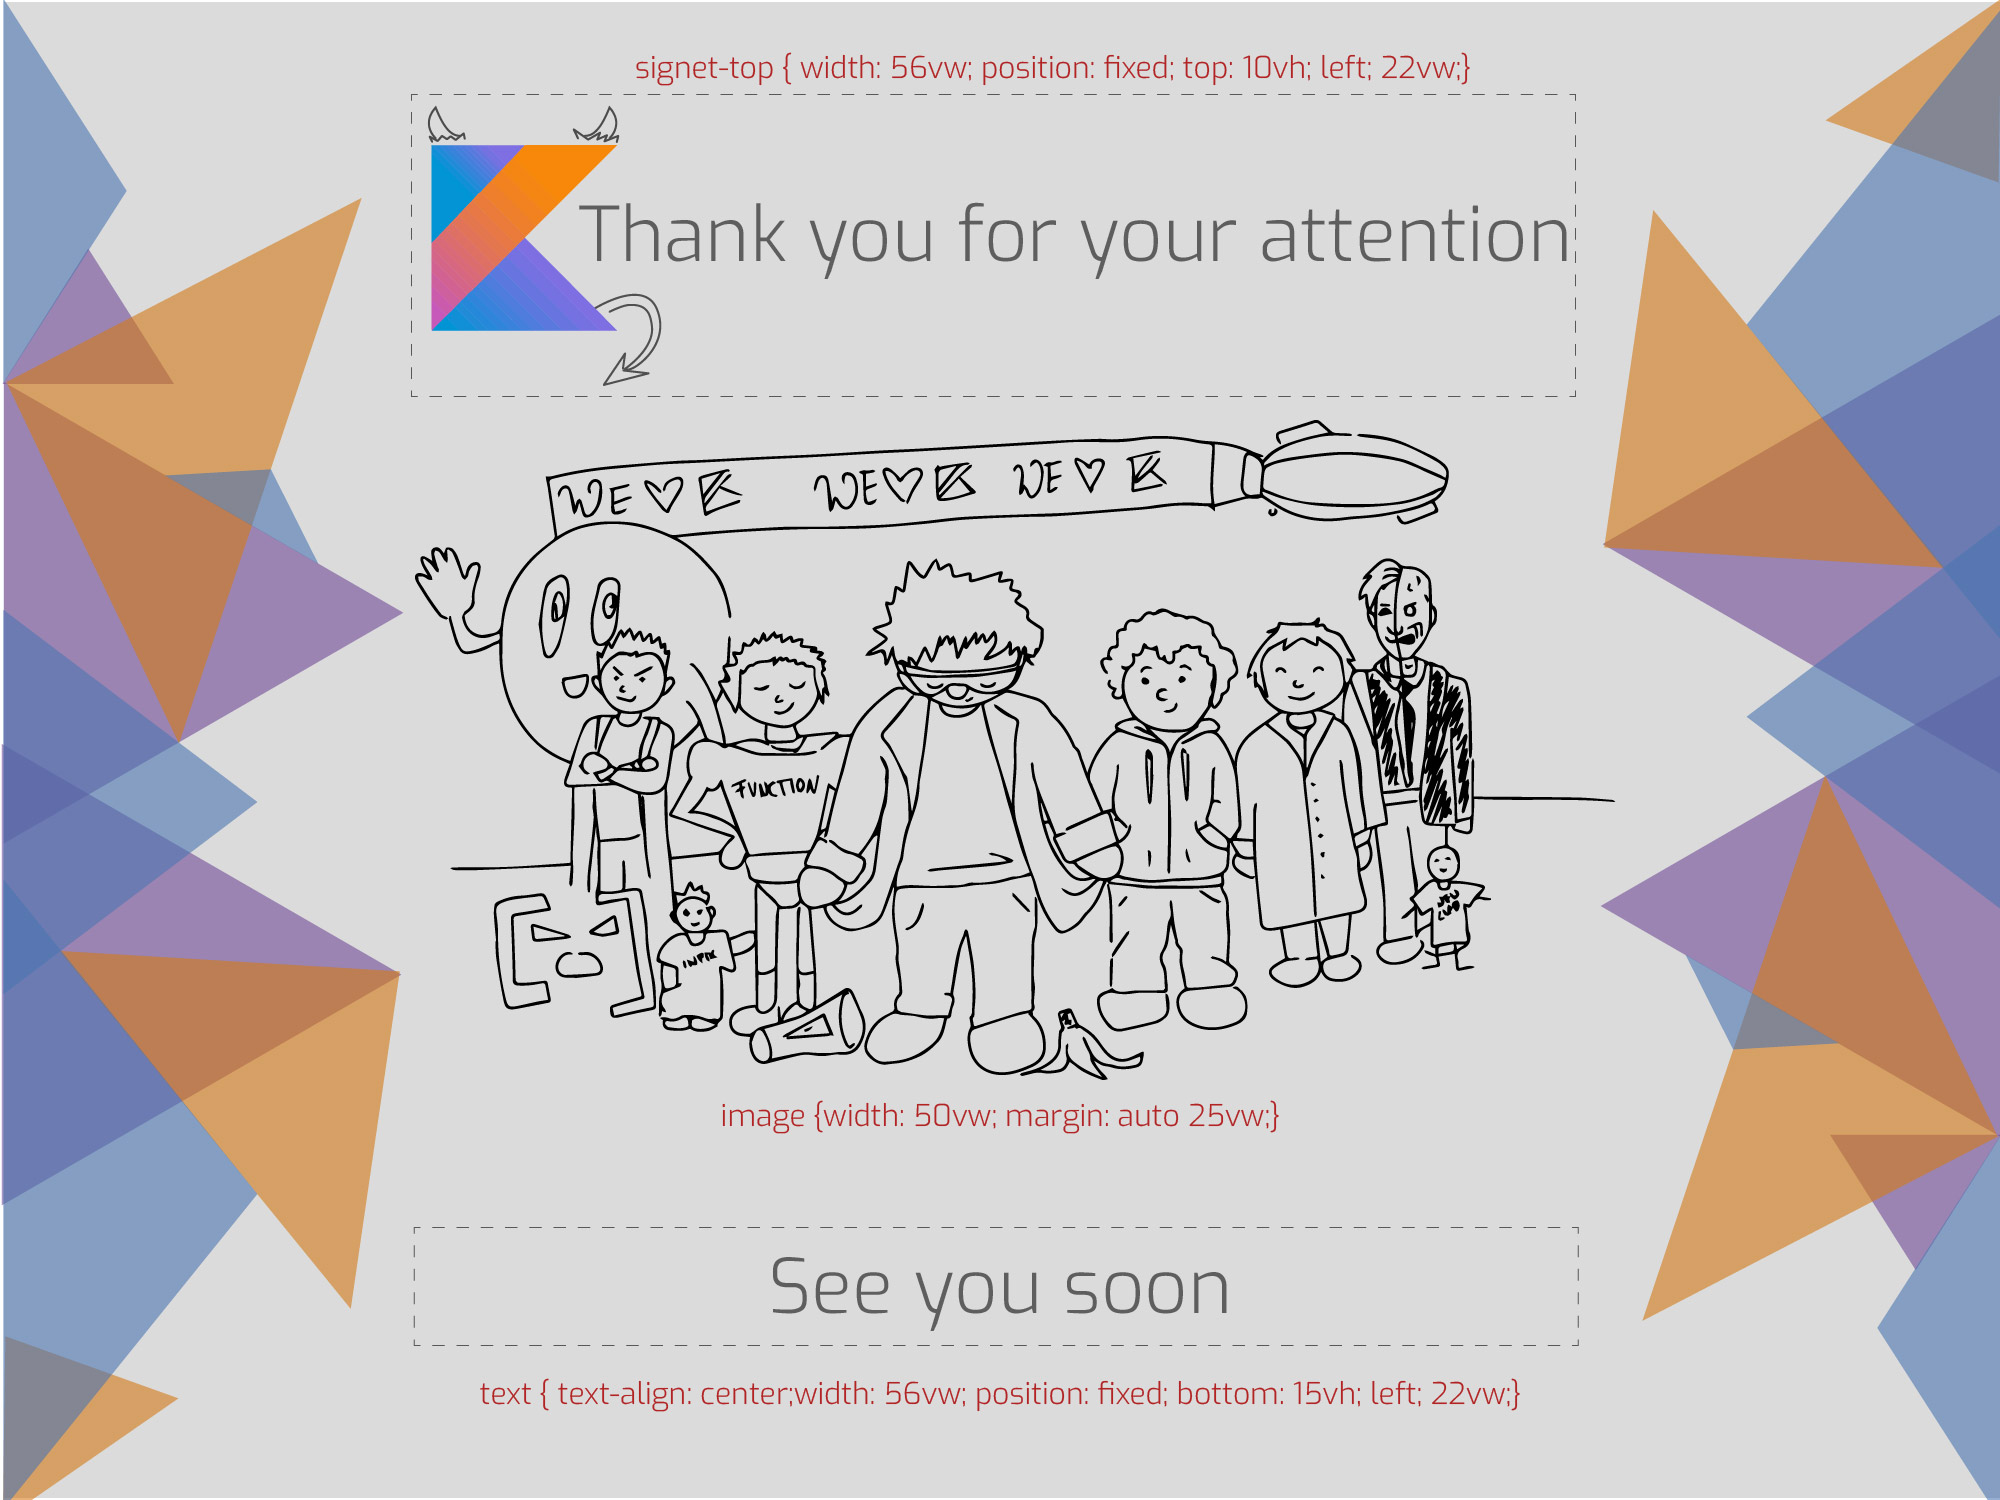 signet-top { width: 56vw; position: fixed; top: 10vh; left; 22vw;}
Thank you for your attention
WE WE WE
FUNCTION
INFIX
image {width: 50vw; margin: auto 25vw;}
See you soon
text { text-align: center;width: 56vw; position: fixed; bottom: 15vh; left; 22vw;}